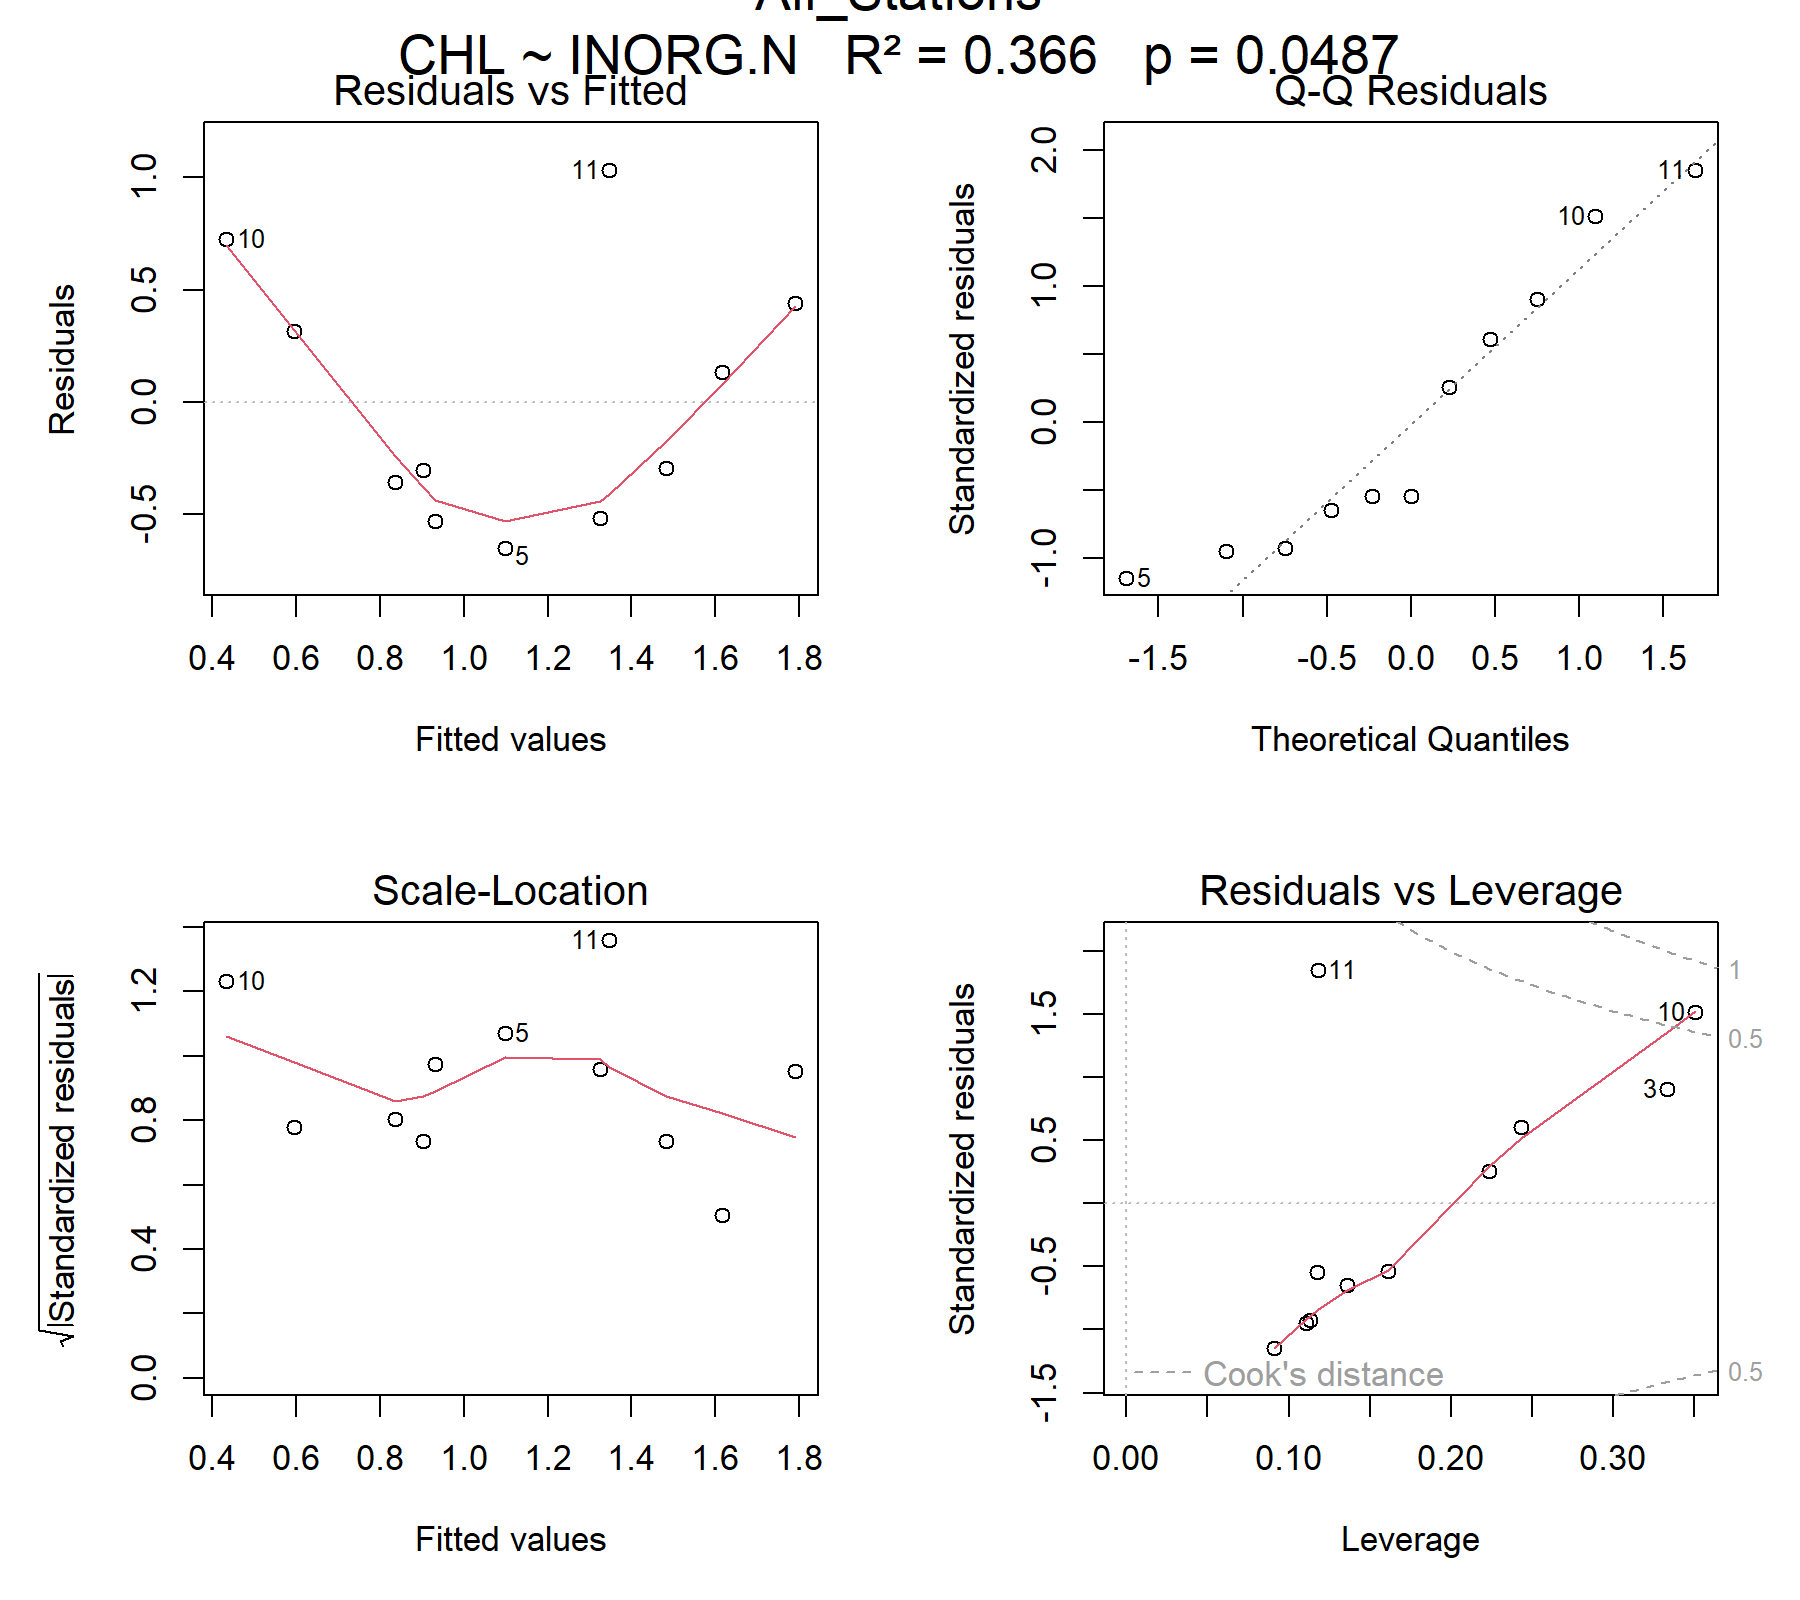 All_Stations
CHL ~ INORG.N   R² = 0.366   p = 0.0487
Residuals vs Fitted
Residuals
1.0
0.5
0.0
-0.5
11
10
5
0.4 0.6 0.8 1.0 1.2 1.4 1.6 1.8
Fitted values
Q-Q Residuals
Standardized residuals
2.0
1.0
0.0
-1.0
11
10
5
-1.5 -0.5 0.0 0.5 1.0 1.5
Theoretical Quantiles
Scale-Location
√|Standardized residuals|
1.2
0.8
0.4
0.0
11
10
5
0.4 0.6 0.8 1.0 1.2 1.4 1.6 1.8
Fitted values
Residuals vs Leverage
Standardized residuals
1.5
0.5
-0.5
-1.5
11
10
3
1
0.5
0.5
Cook's distance
0.00 0.10 0.20 0.30
Leverage